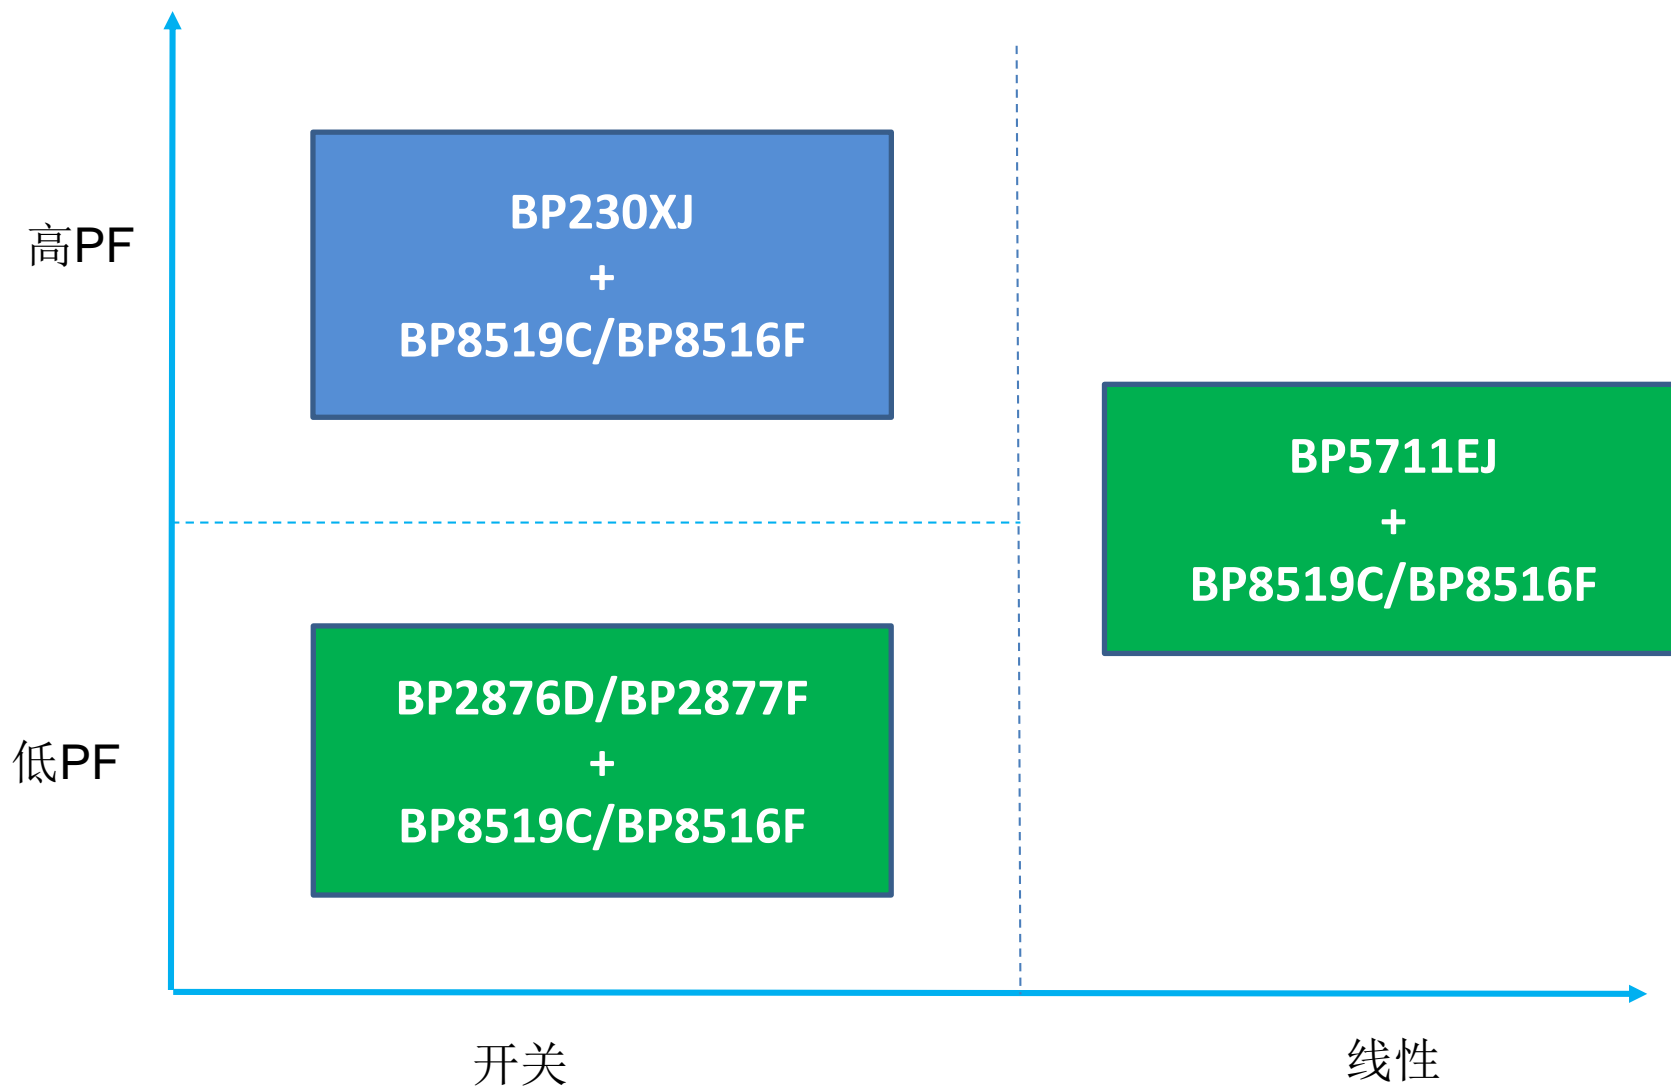 高PF
BP230XJ
+
BP8519C/BP8516F
BP5711EJ
+
BP8519C/BP8516F
低PF
BP2876D/BP2877F
+
BP8519C/BP8516F
开关
线性